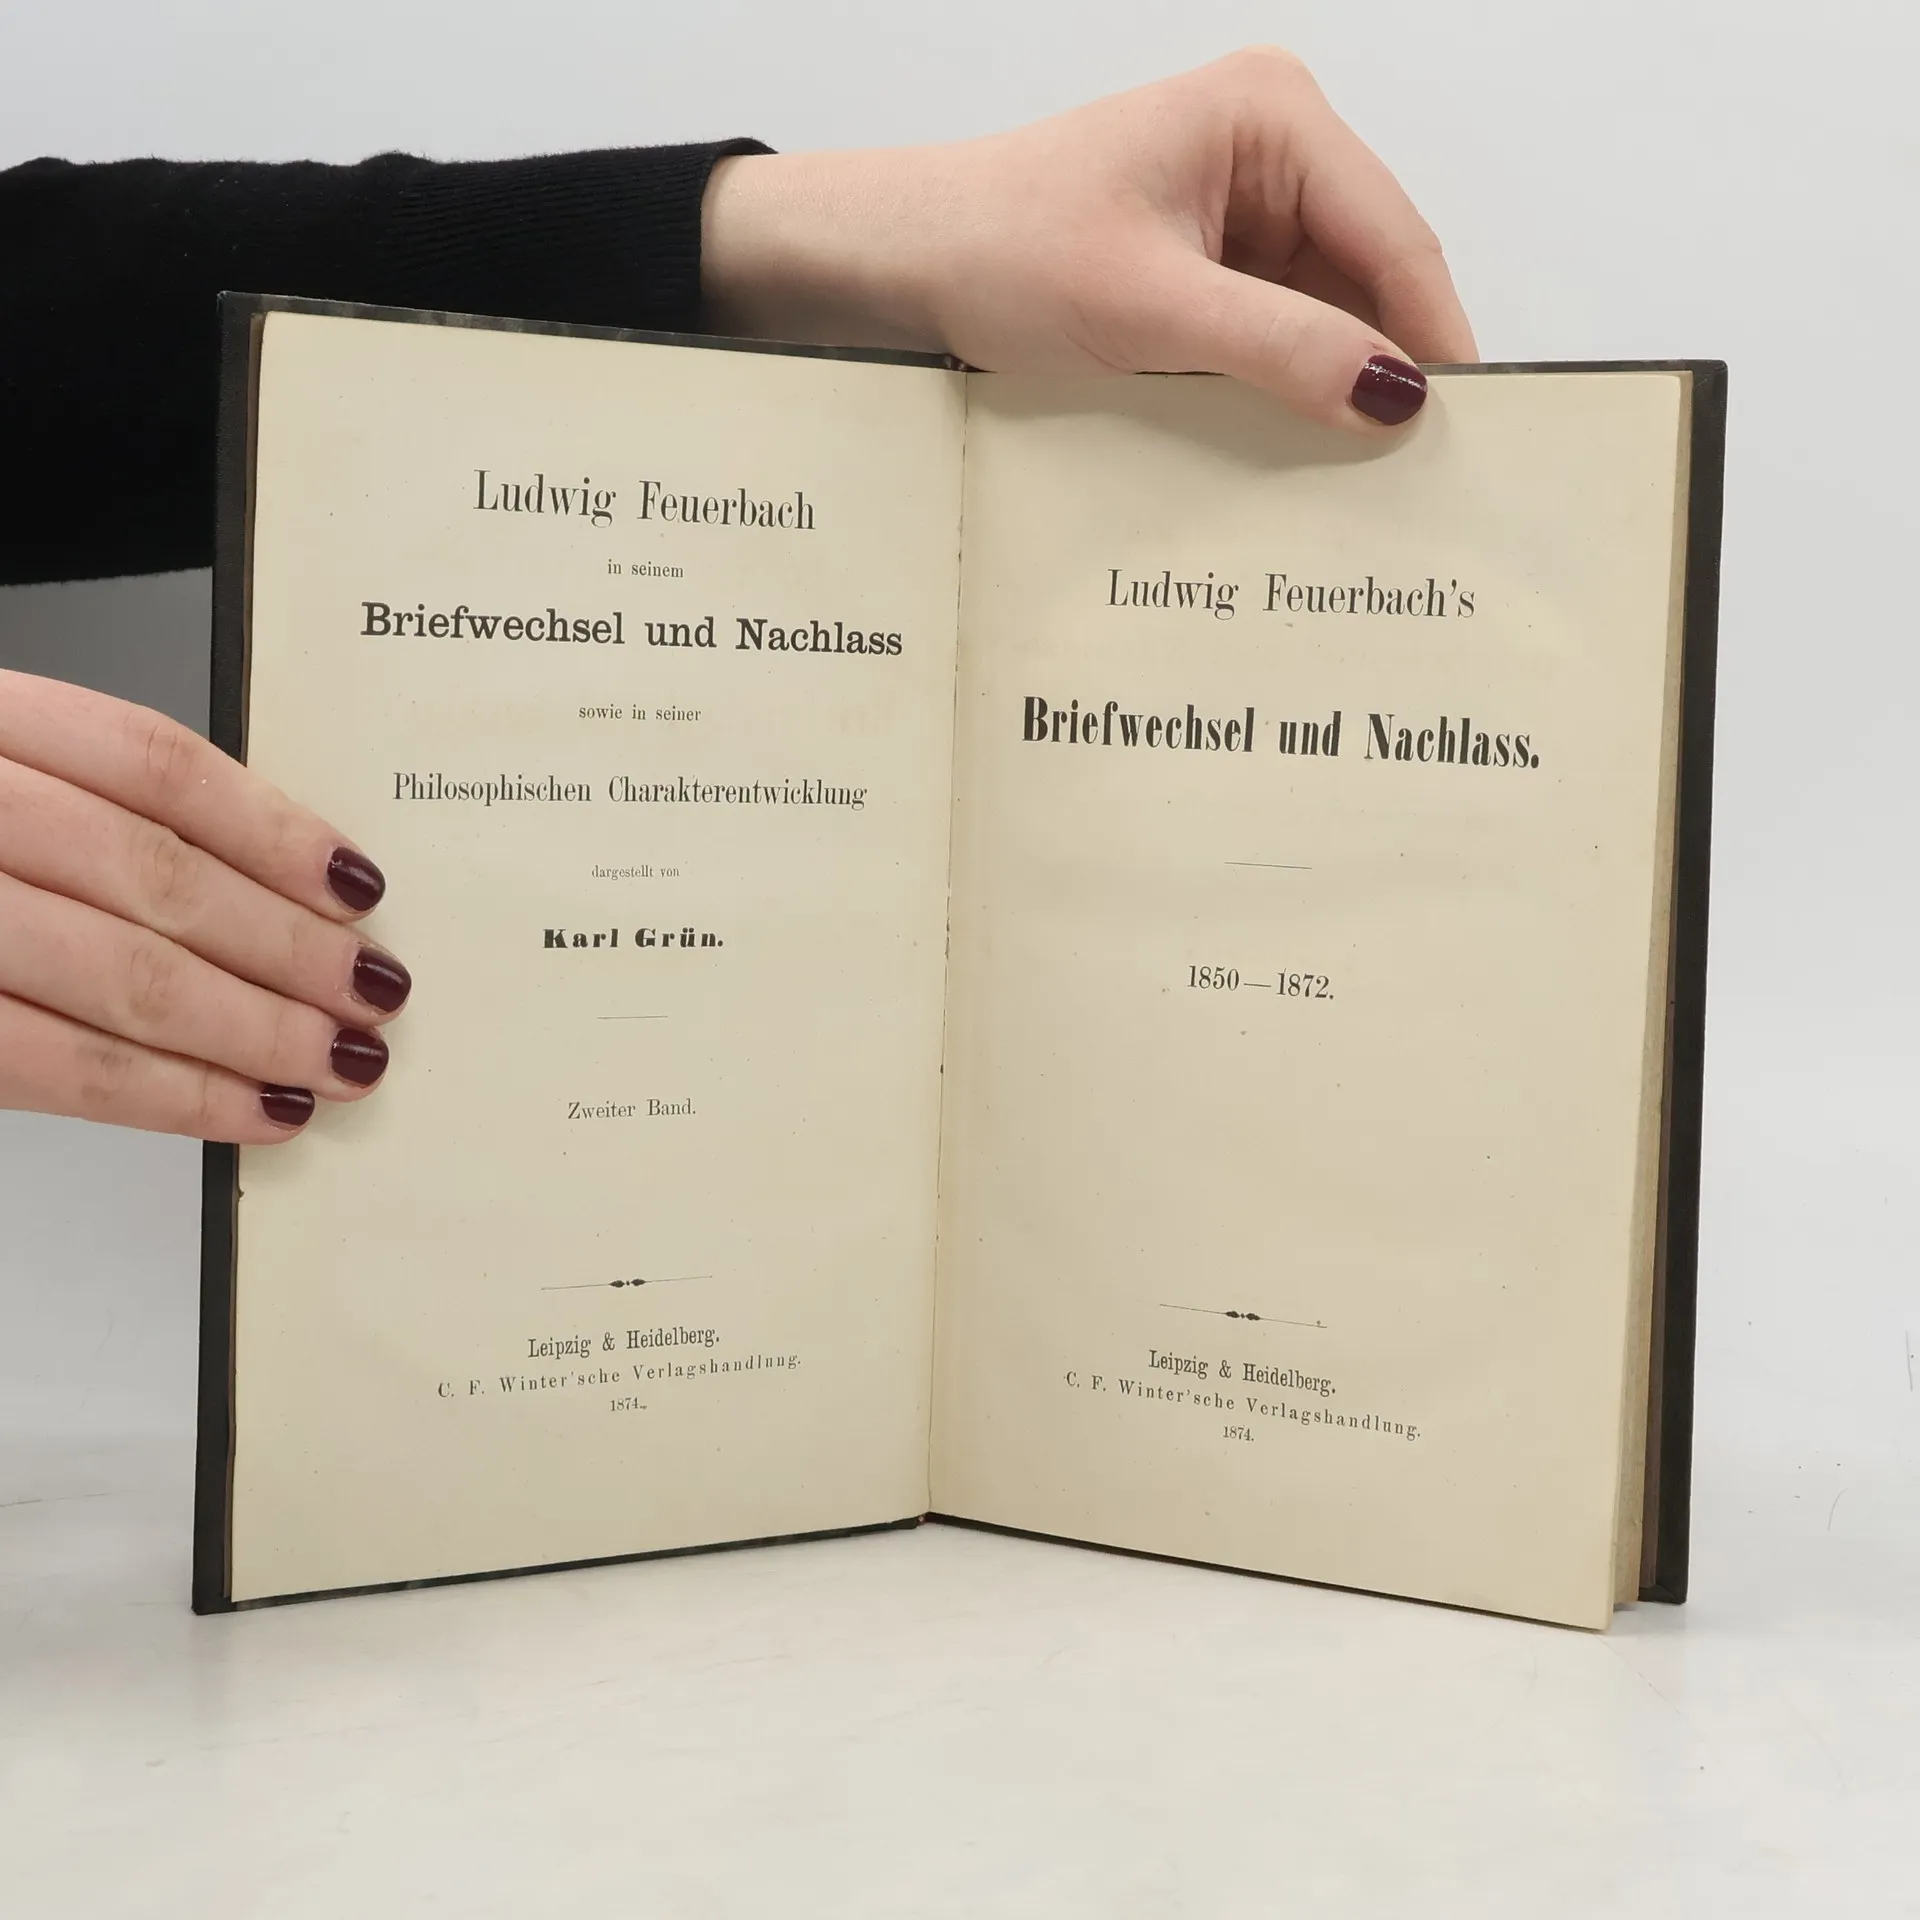 Ludwig Feuerbach
in seinem
Briefwechsel und Nachlass
sowie in seiner
Philosophischen Charakterentwicklung
dargestellt von
Karl Grün.
Zweiter Band.
Leipzig & Heidelberg.
C. F. Winter'sche Verlagshandlung.
1874.
Ludwig Feuerbach's
Briefwechsel und Nachlass.
1850—1872.
Leipzig & Heidelberg.
C. F. Winter'sche Verlagshandlung.
1874.